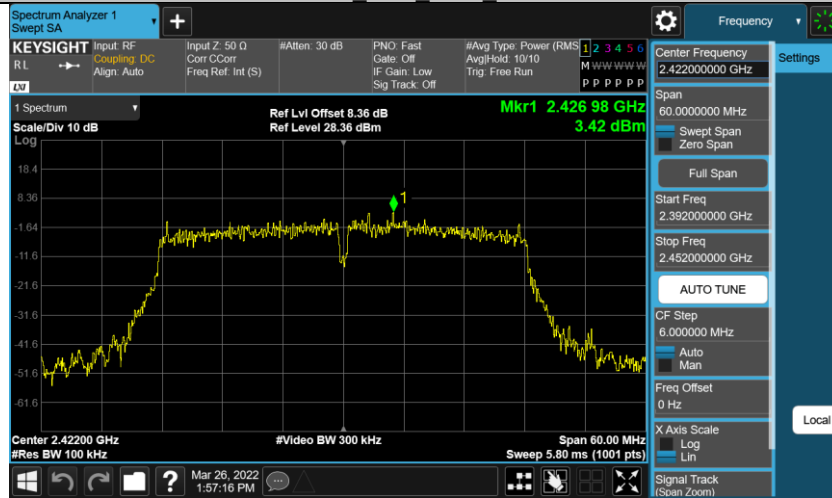 Spectrum Analyzer 1
Swept SA
+
Frequency
KEYSIGHT
RL
LXI
Input: RF
Coupling: DC
Align: Auto
Input Z: 50 Ω
Corr CCorr
Freq Ref: Int (S)
#Atten: 30 dB
PNO: Fast
Gate: Off
IF Gain: Low
Sig Track: Off
#Avg Type: Power (RMS
Avg|Hold: 10/10
Trig: Free Run
1 2 3 4 5 6
M W W W W W
P P P P P P
1 Spectrum
Scale/Div 10 dB
Log
Ref Lvl Offset 8.36 dB
Ref Level 28.36 dBm
Mkr1 2.426 98 GHz
3.42 dBm
18.4
8.36
-1.64
-11.6
-21.6
-31.6
-41.6
-51.6
-61.6
1
Center 2.42200 GHz
#Res BW 100 kHz
#Video BW 300 kHz
Span 60.00 MHz
Sweep 5.80 ms (1001 pts)
?
Mar 26, 2022
1:57:16 PM
Center Frequency
2.422000000 GHz
Span
60.0000000 MHz
Swept Span
Zero Span
Full Span
Start Freq
2.392000000 GHz
Stop Freq
2.452000000 GHz
AUTO TUNE
CF Step
6.000000 MHz
Auto
Man
Freq Offset
0 Hz
X Axis Scale
Log
Lin
Signal Track
(Span Zoom)
Settings
Local